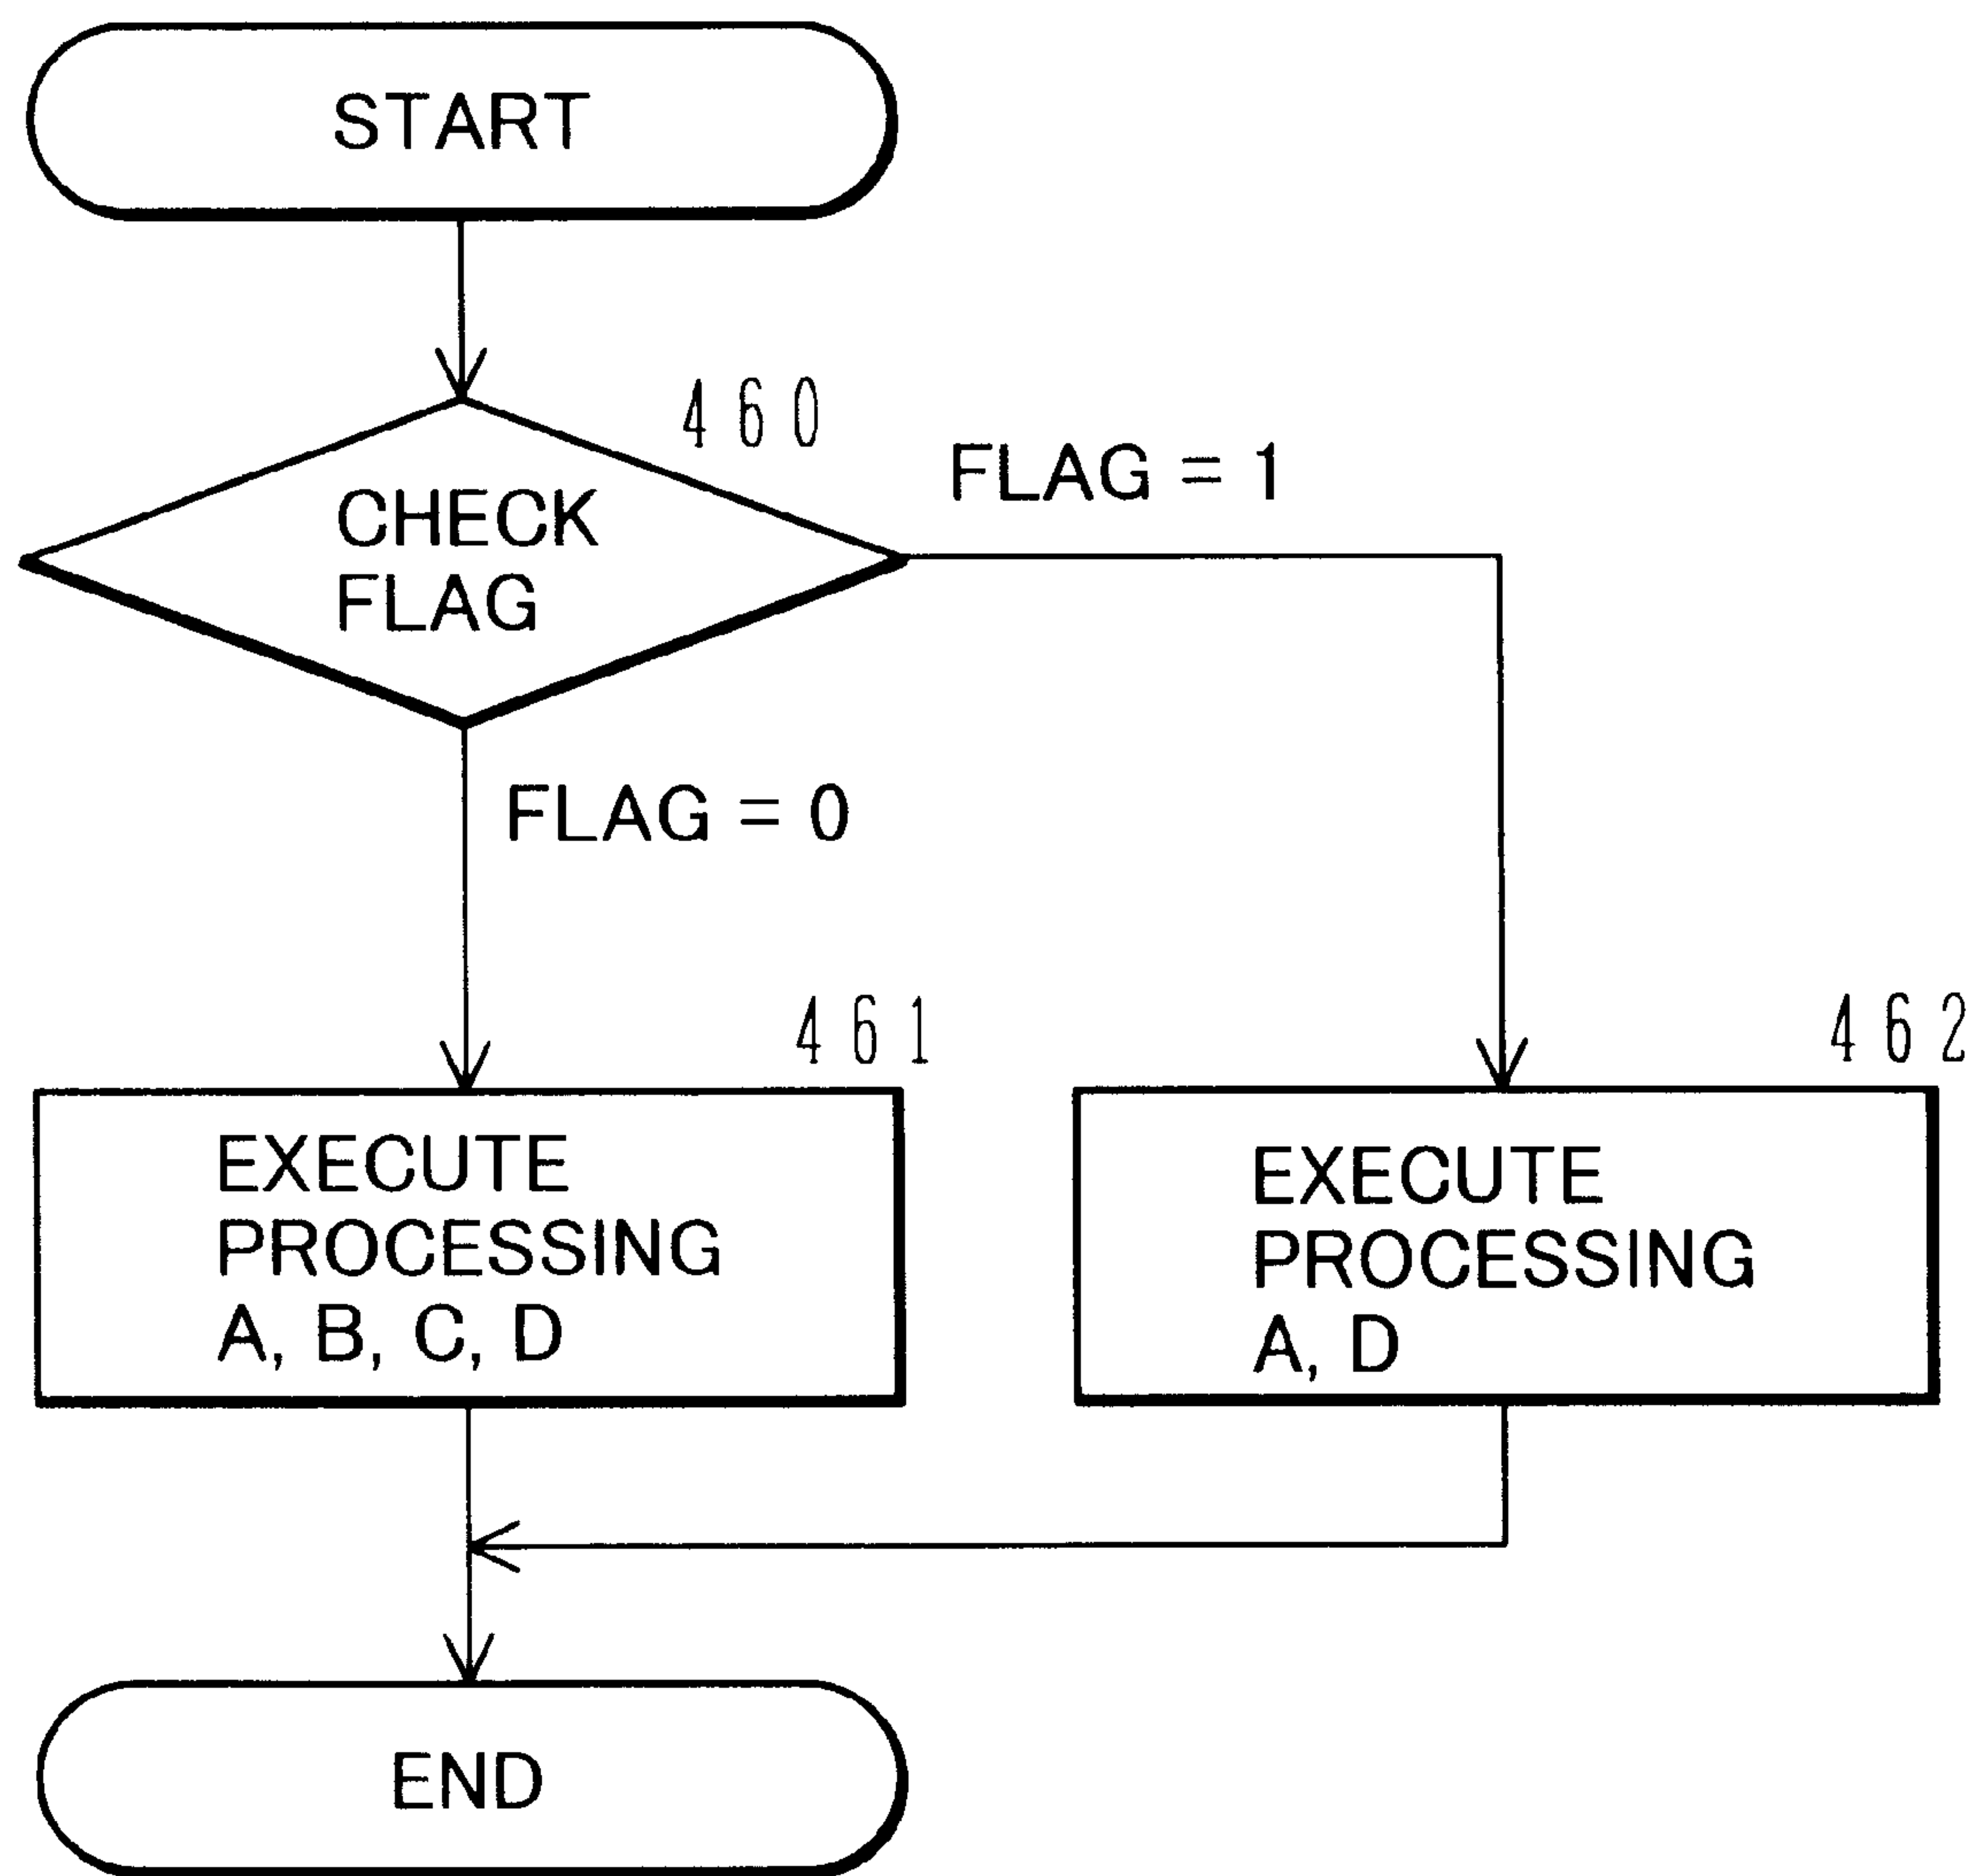 START
460
FLAG = 1
CHECK
FLAG
FLAG = 0
461
462
EXECUTE
PROCESSING
A, B, C, D
EXECUTE
PROCESSING
A, D
END